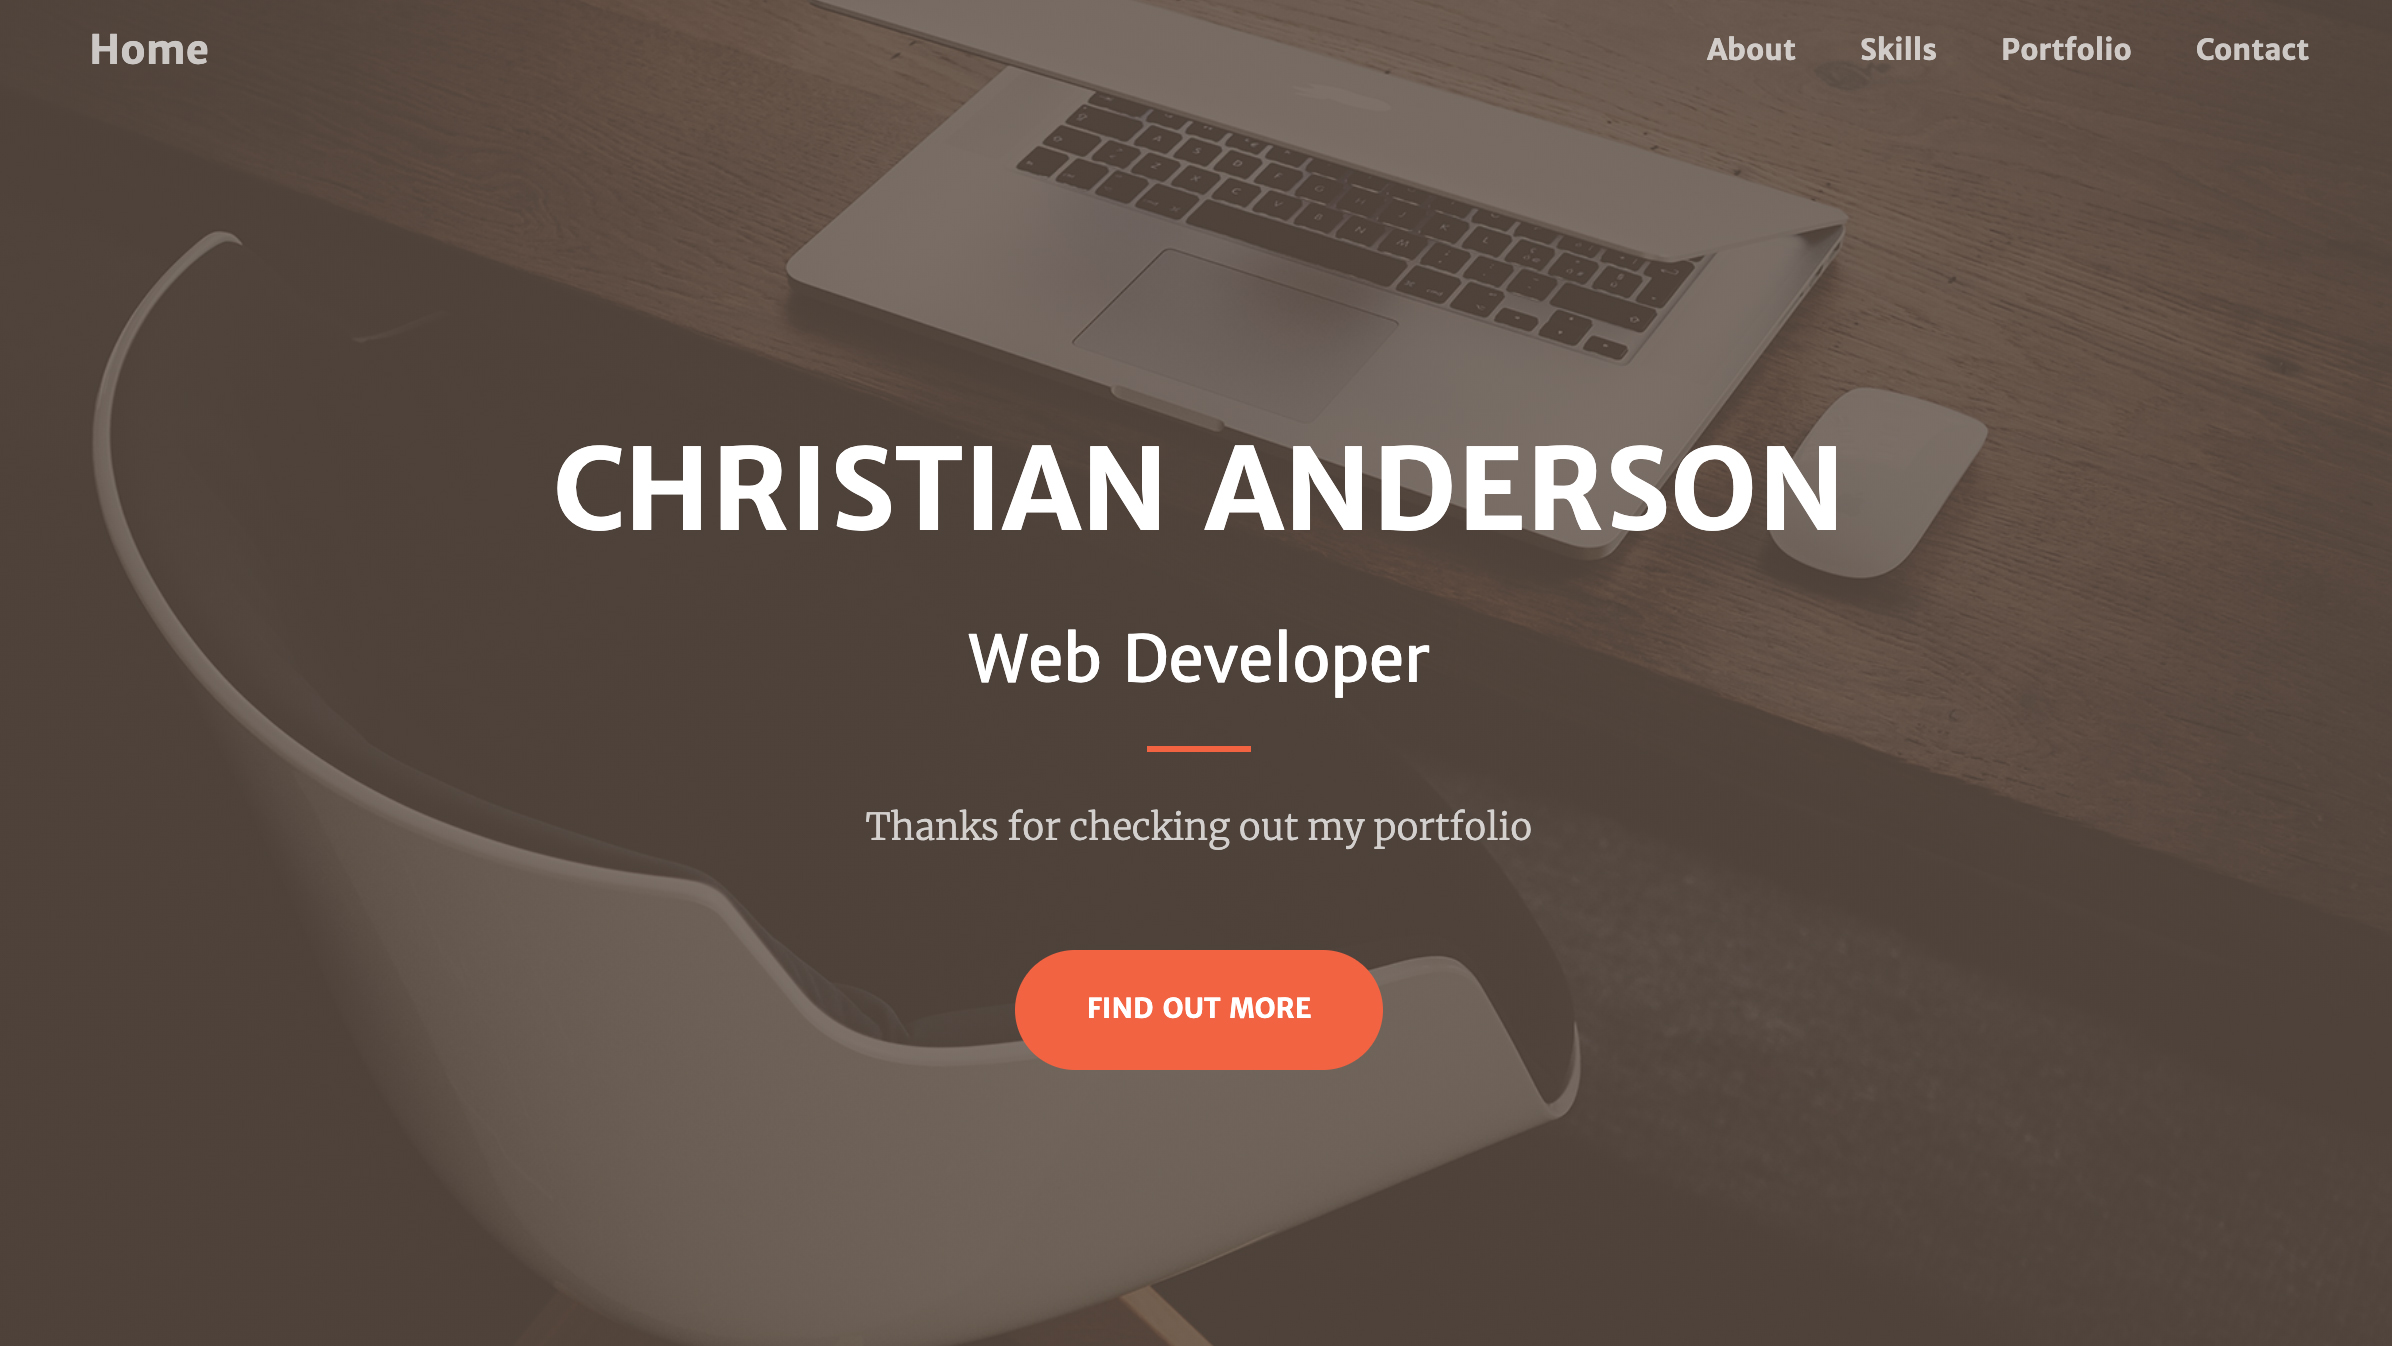 Home About Skills Portfolio Contact
CHRISTIAN ANDERSON
Web Developer
Thanks for checking out my portfolio
FIND OUT MORE